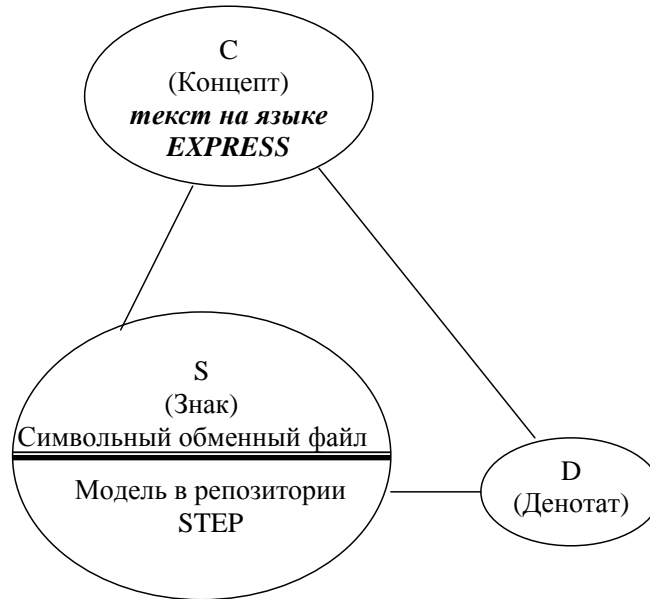 C
(Концепт)
текст на языке
EXPRESS
S
(Знак)
Символьный обменный файл
Модель в репозитории
STEP
D
(Денотат)